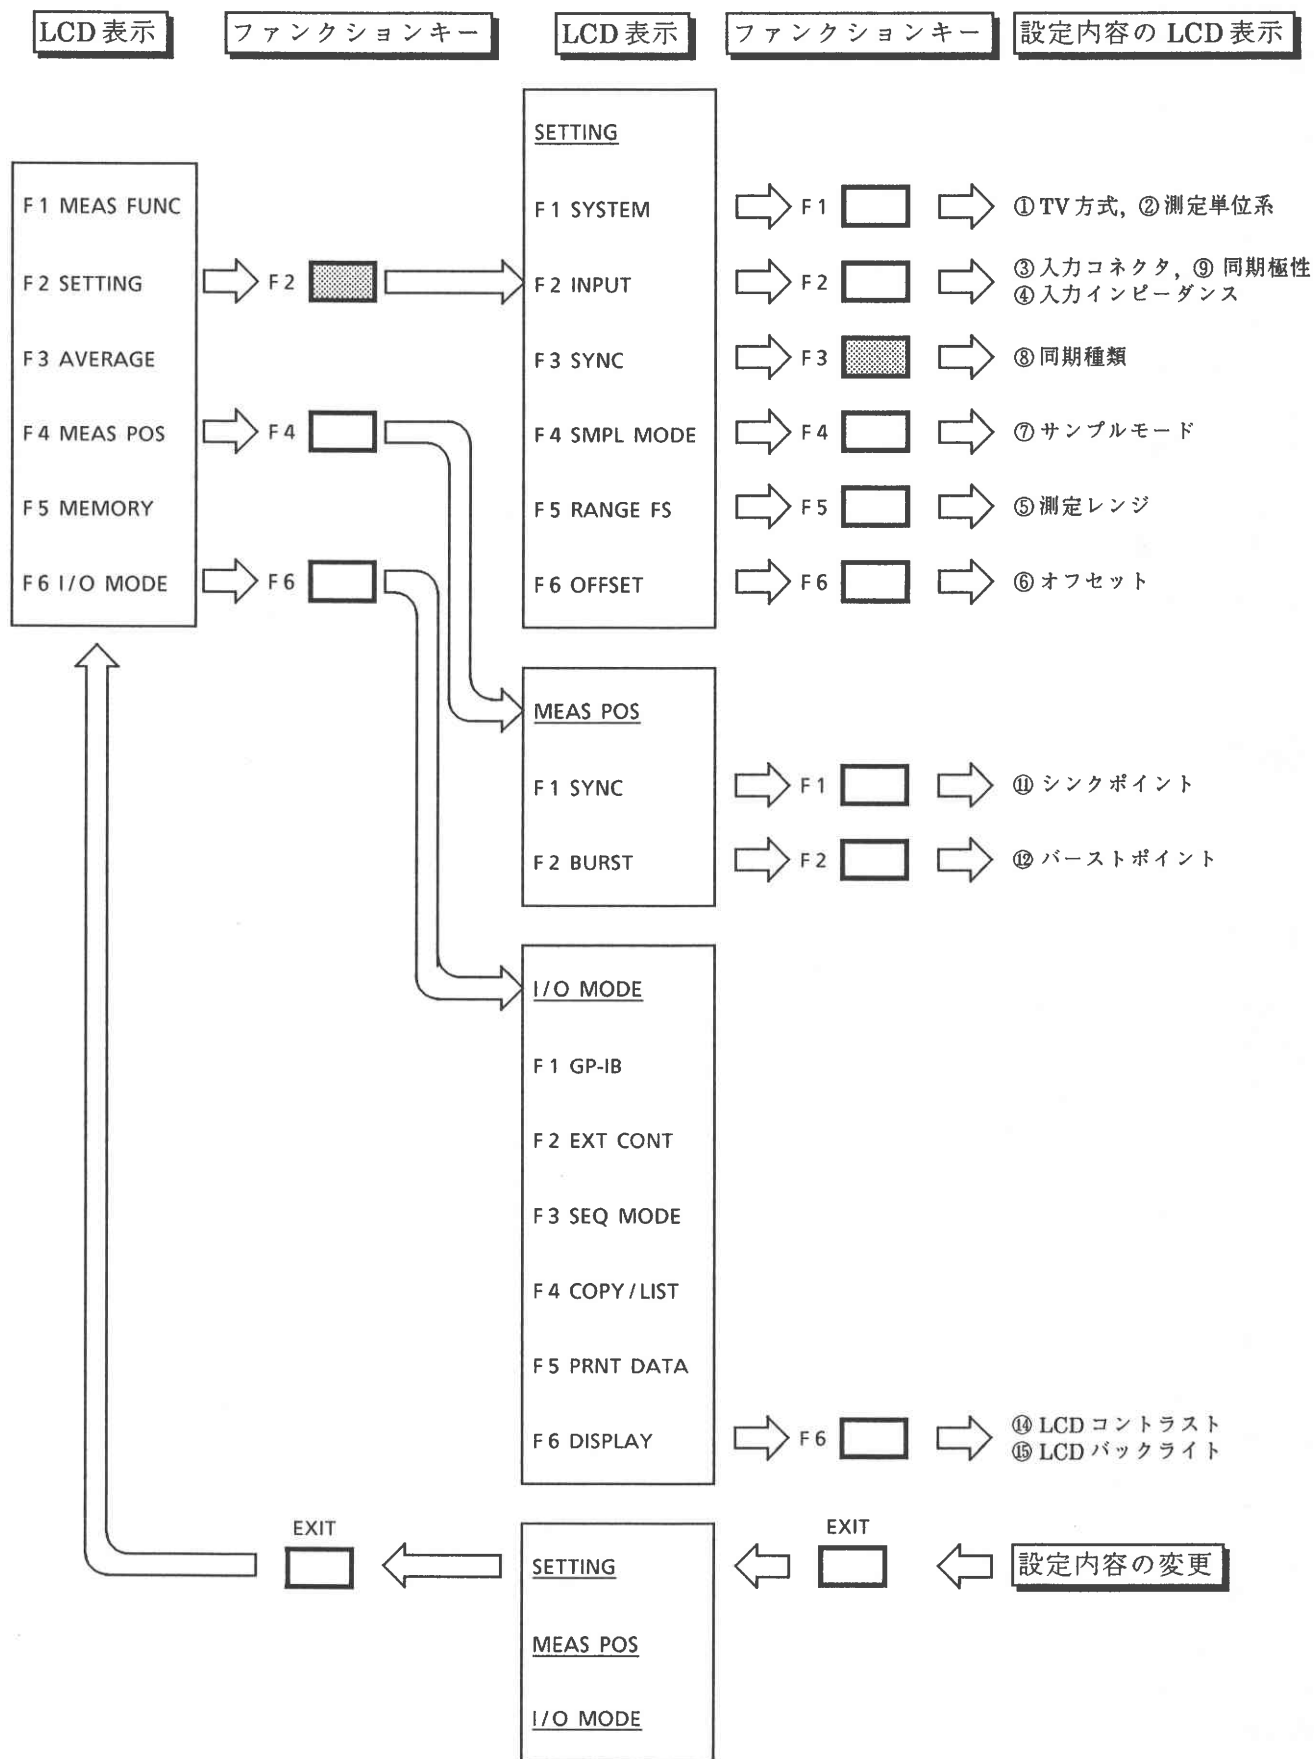 LCD表示 ファンクションキー LCD表示 ファンクションキー 設定内容の LCD 表示
F1 MEAS FUNC
F2 SETTING
F3 AVERAGE
F4 MEAS POS
F5 MEMORY
F6 I/O MODE
F2
F4
F6
SETTING
F1 SYSTEM F1 ①TV方式, ②測定単位系
F2 INPUT F2 ③入力コネクタ, ⑨ 同期極性
④入力インピーダンス
F3 SYNC F3 ⑧同期種類
F4 SMPL MODE F4 ⑦サンプルモード
F5 RANGE FS F5 ⑤測定レンジ
F6 OFFSET F6 ⑥オフセット
MEAS POS
F1 SYNC F1 ⑪シンクポイント
F2 BURST F2 ⑫バーストポイント
I/O MODE
F1 GP-IB
F2 EXT CONT
F3 SEQ MODE
F4 COPY/LIST
F5 PRNT DATA
F6 DISPLAY F6 ⑭LCDコントラスト
⑮LCDバックライト
EXIT EXIT
SETTING 設定内容の変更
MEAS POS
I/O MODE